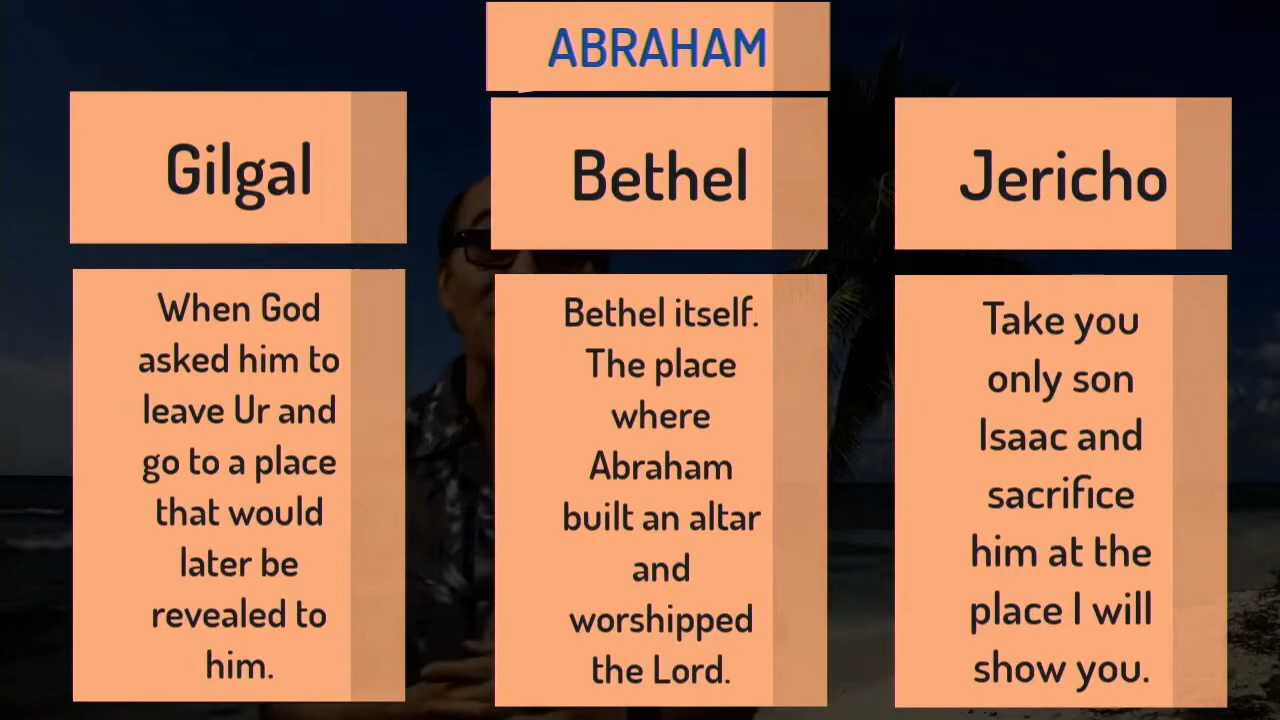 ABRAHAM
Gilgal
Bethel
Jericho
When God
asked him to
leave Ur and
go to a place
that would
later be
revealed to
him.
Bethel itself.
The place
where
Abraham
built an altar
and
worshipped
the Lord.
Take you
only son
Isaac and
sacrifice
him at the
place I will
show you.